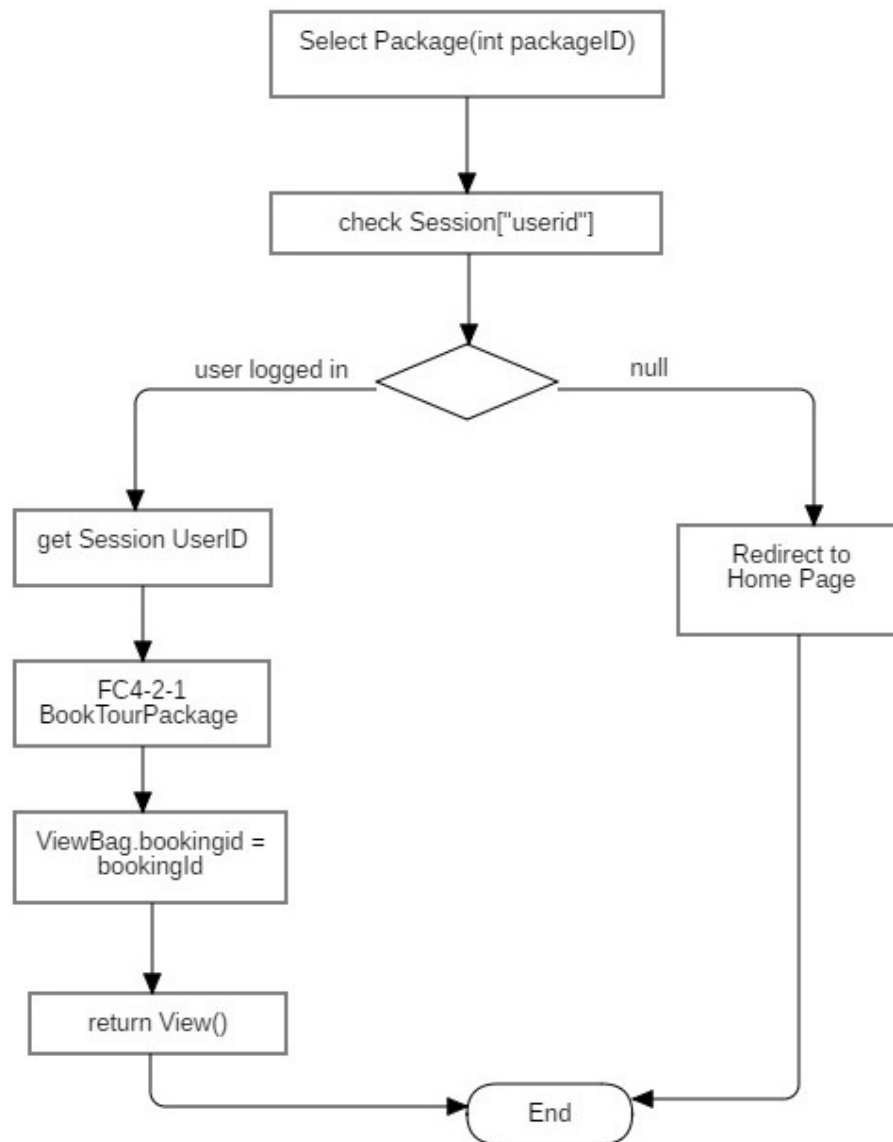 Select Package(int packageID)
check Session["userid"]
user logged in
null
get Session UserID
Redirect to
Home Page
FC4-2-1
BookTourPackage
ViewBag.bookingid =
bookingId
return View()
End